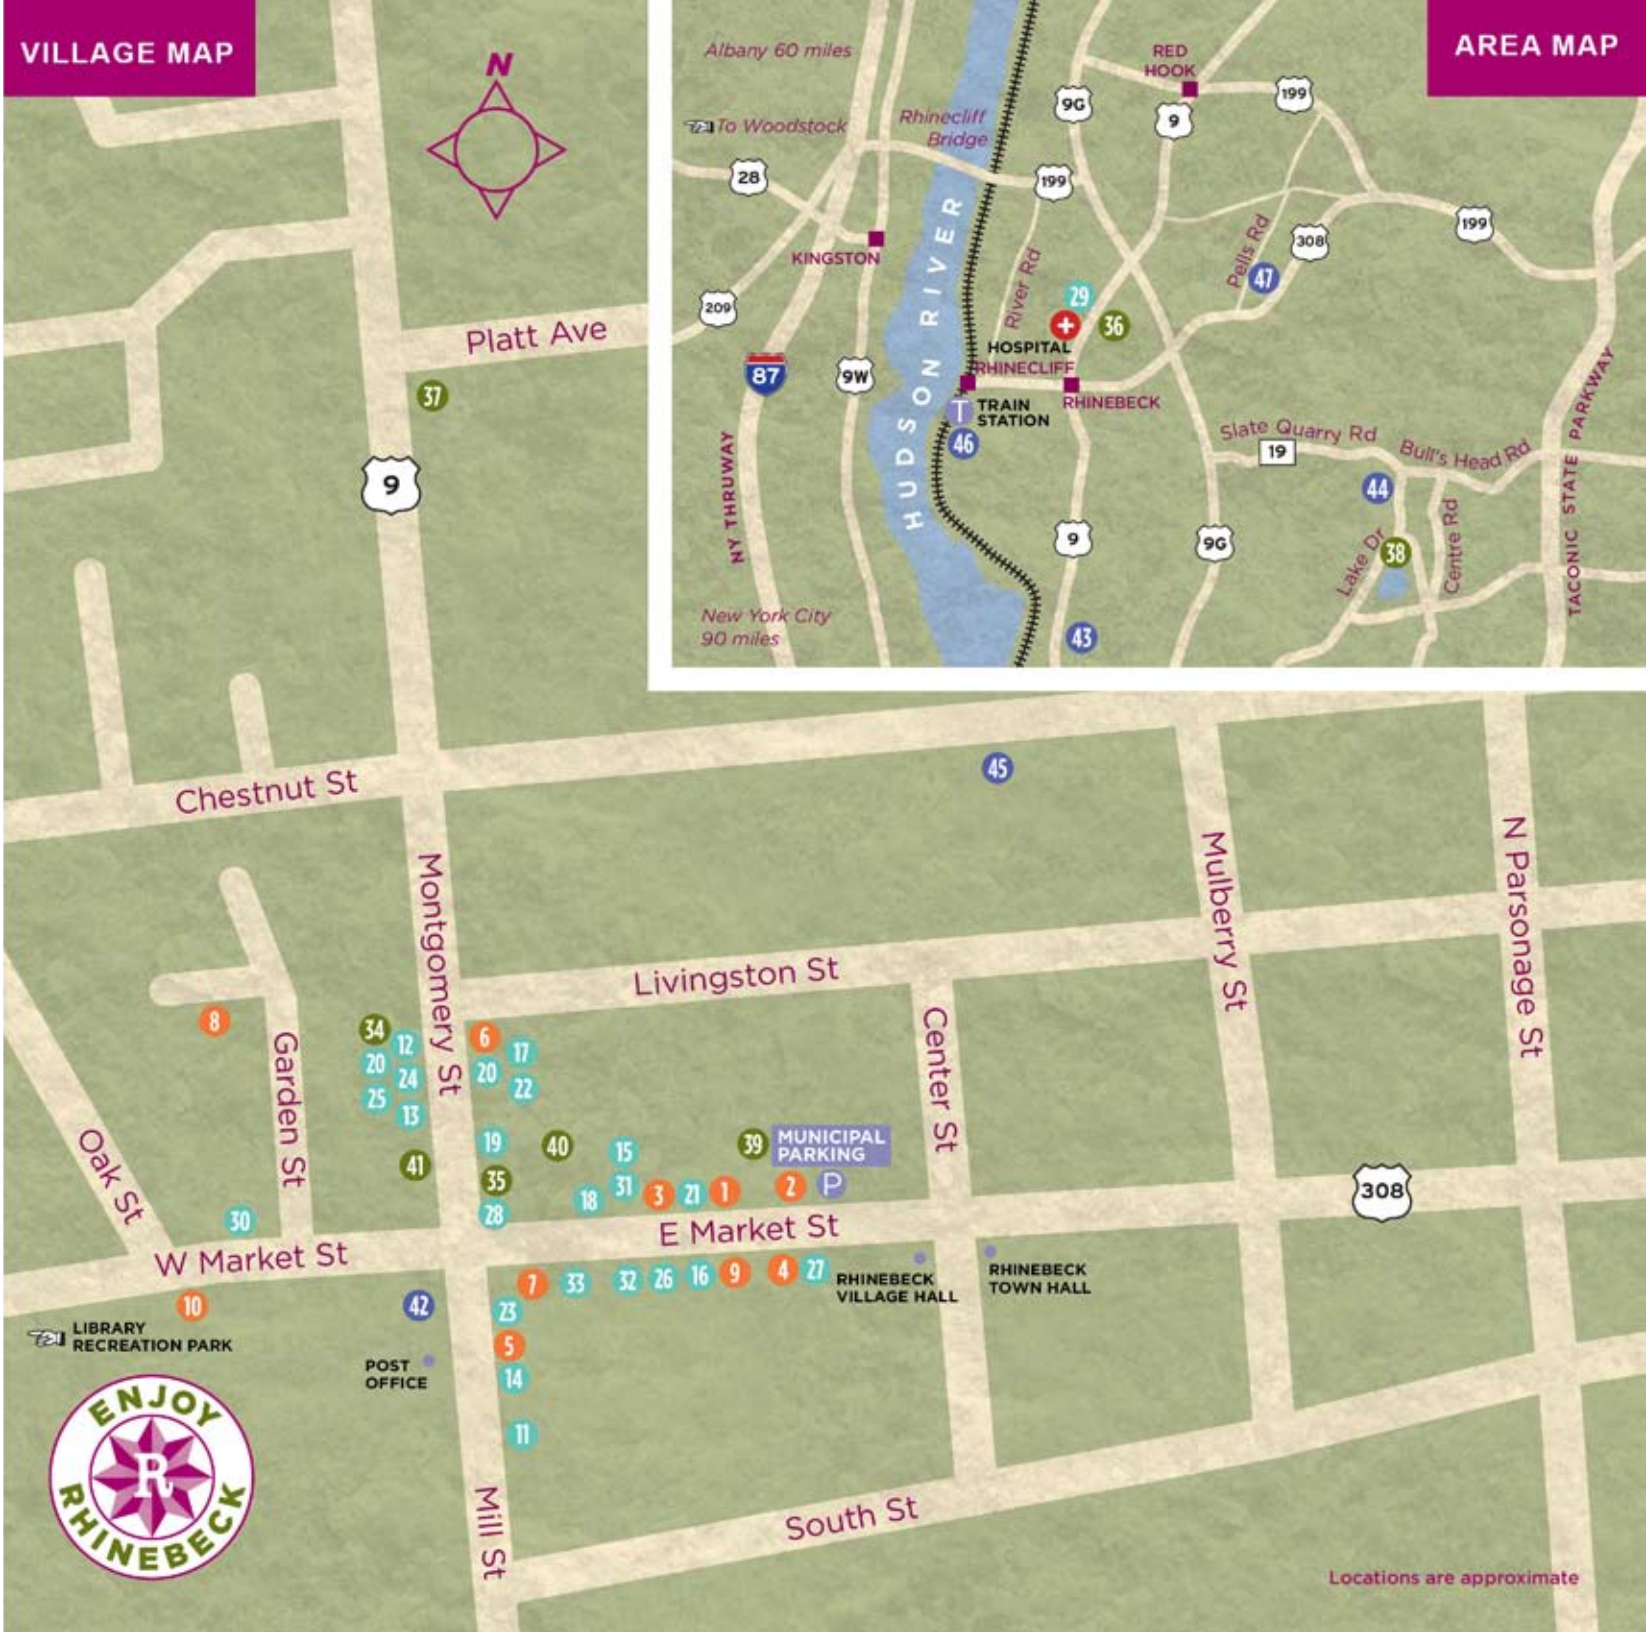 VILLAGE MAP
N
Platt Ave
37
9
Chestnut St
Montgomery St
45
Mulberry St
N Parsonage St
Livingston St
Center St
8
Garden St
Oak St
34
12
20
24
25
13
41
6
17
20
22
19
40
15
39
MUNICIPAL
PARKING
P
35
28
18
31
3
21
1
2
30
W Market St
E Market St
308
10
42
7
33
32
26
16
9
4
27
RHINEBECK
VILLAGE HALL
RHINEBECK
TOWN HALL
23
5
14
11
LIBRARY
RECREATION PARK
POST
OFFICE
ENJOY
R
RHINEBECK
Mill St
South St
Locations are approximate
AREA MAP
Albany 60 miles
To Woodstock
Rhinecliff
Bridge
RED
HOOK
9G
9
199
28
199
KINGSTON
209
87
9W
HUDSON RIVER
River Rd
29
36
HOSPITAL
RHINECLIFF
RHINEBECK
T
TRAIN
STATION
46
Pells Rd
47
308
199
Slate Quarry Rd
19
Bull's Head Rd
44
Lake Dr
38
Centre Rd
TACONIC STATE PARKWAY
NY THRUWAY
9
9G
43
New York City
90 miles